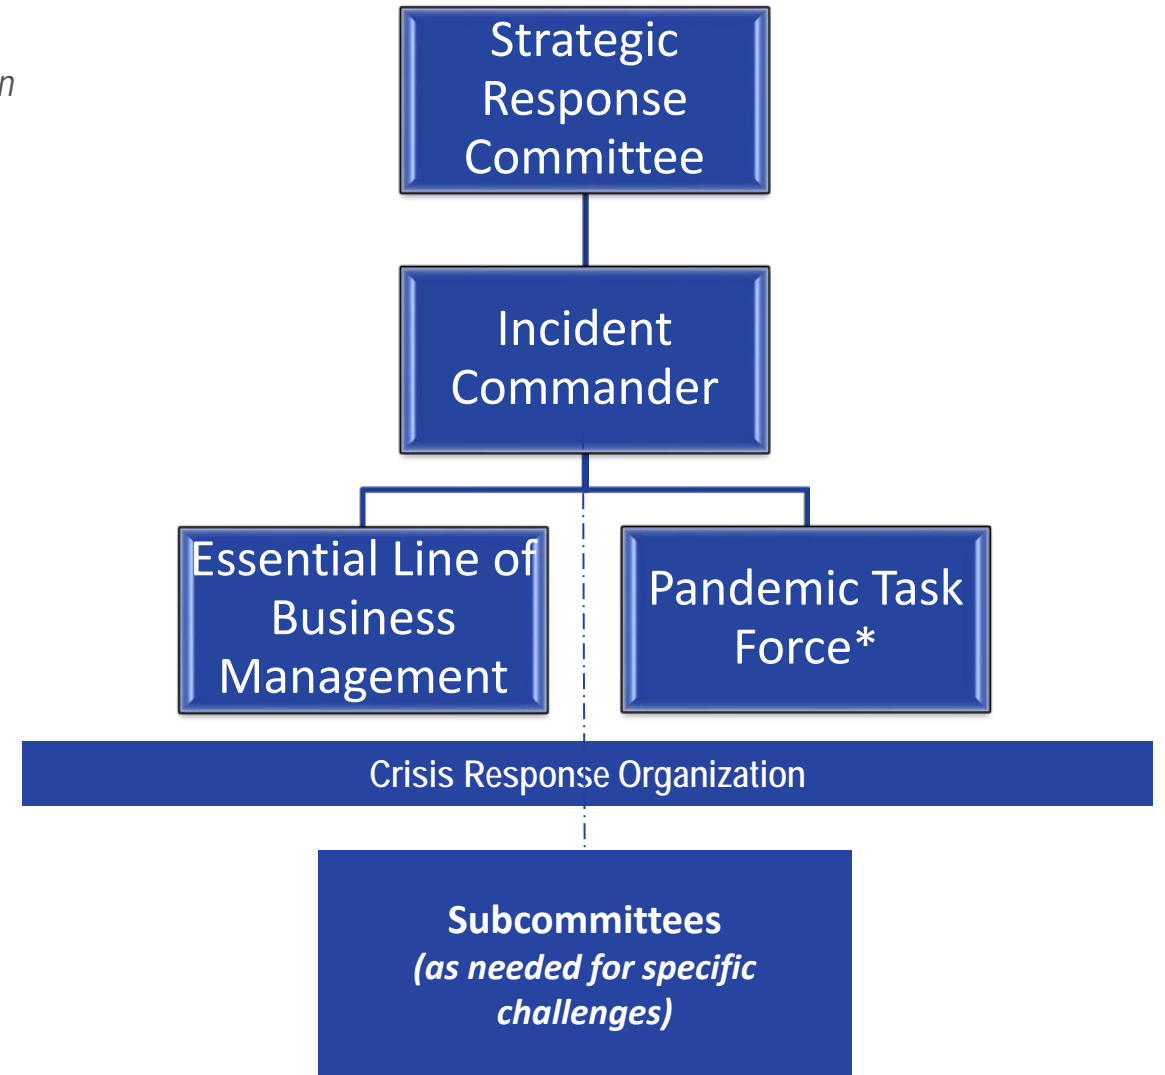 Strategic
Response
Committee
n
Incident
Commander
Essential Line of
Business
Management
Pandemic Task
Force*
Crisis Response Organization
Subcommittees
(as needed for specific
challenges)